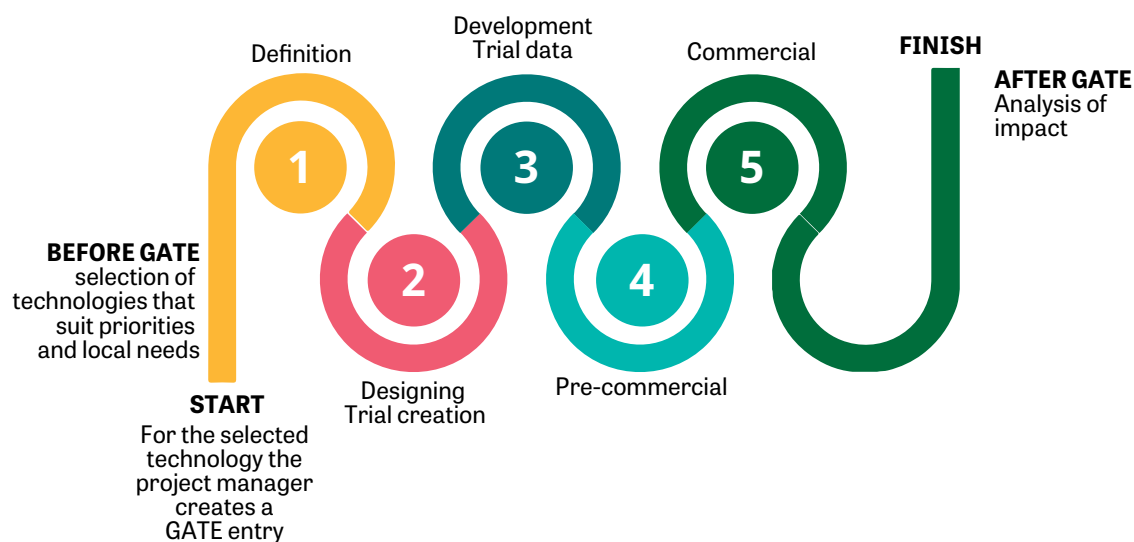 BEFORE GATE
selection of
technologies that
suit priorities
and local needs
START
For the selected
technology the
project manager
creates a
GATE entry
Definition
1
2
Designing
Trial creation
Development
Trial data
3
4
Pre-commercial
Commercial
5
FINISH
AFTER GATE
Analysis of
impact